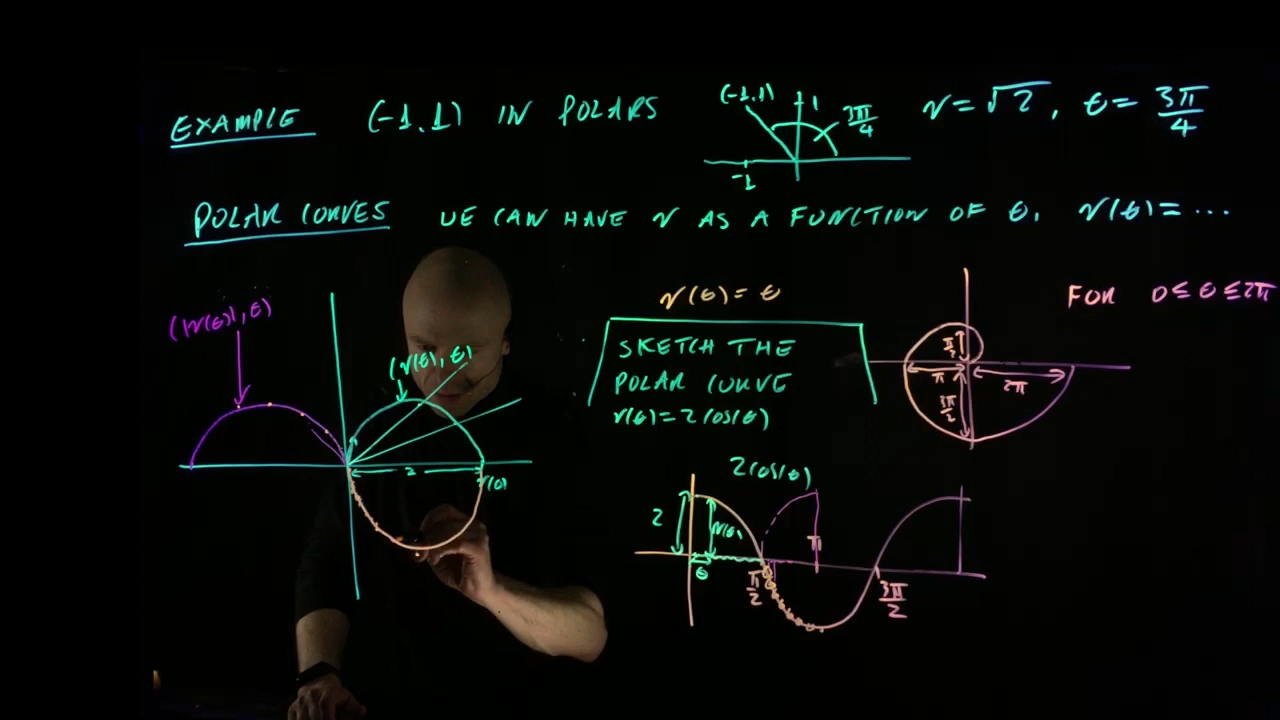 EXAMPLE (-1,1) IN POLARS (-1,1) 1 3π/4 -1 r=√2, θ=3π/4
POLAR CURVES WE CAN HAVE r AS A FUNCTION OF θ. r(θ)=...
(|r(θ)|,θ)
(r(θ),θ)
2
r(0)
r(θ)=θ
FOR 0≤θ≤2π
SKETCH THE
POLAR CURVE
r(θ)=2COS(θ)
π/2
π 2π
3π/2
2COS(θ)
2 r(θ) π
θ
π/2 3π/2